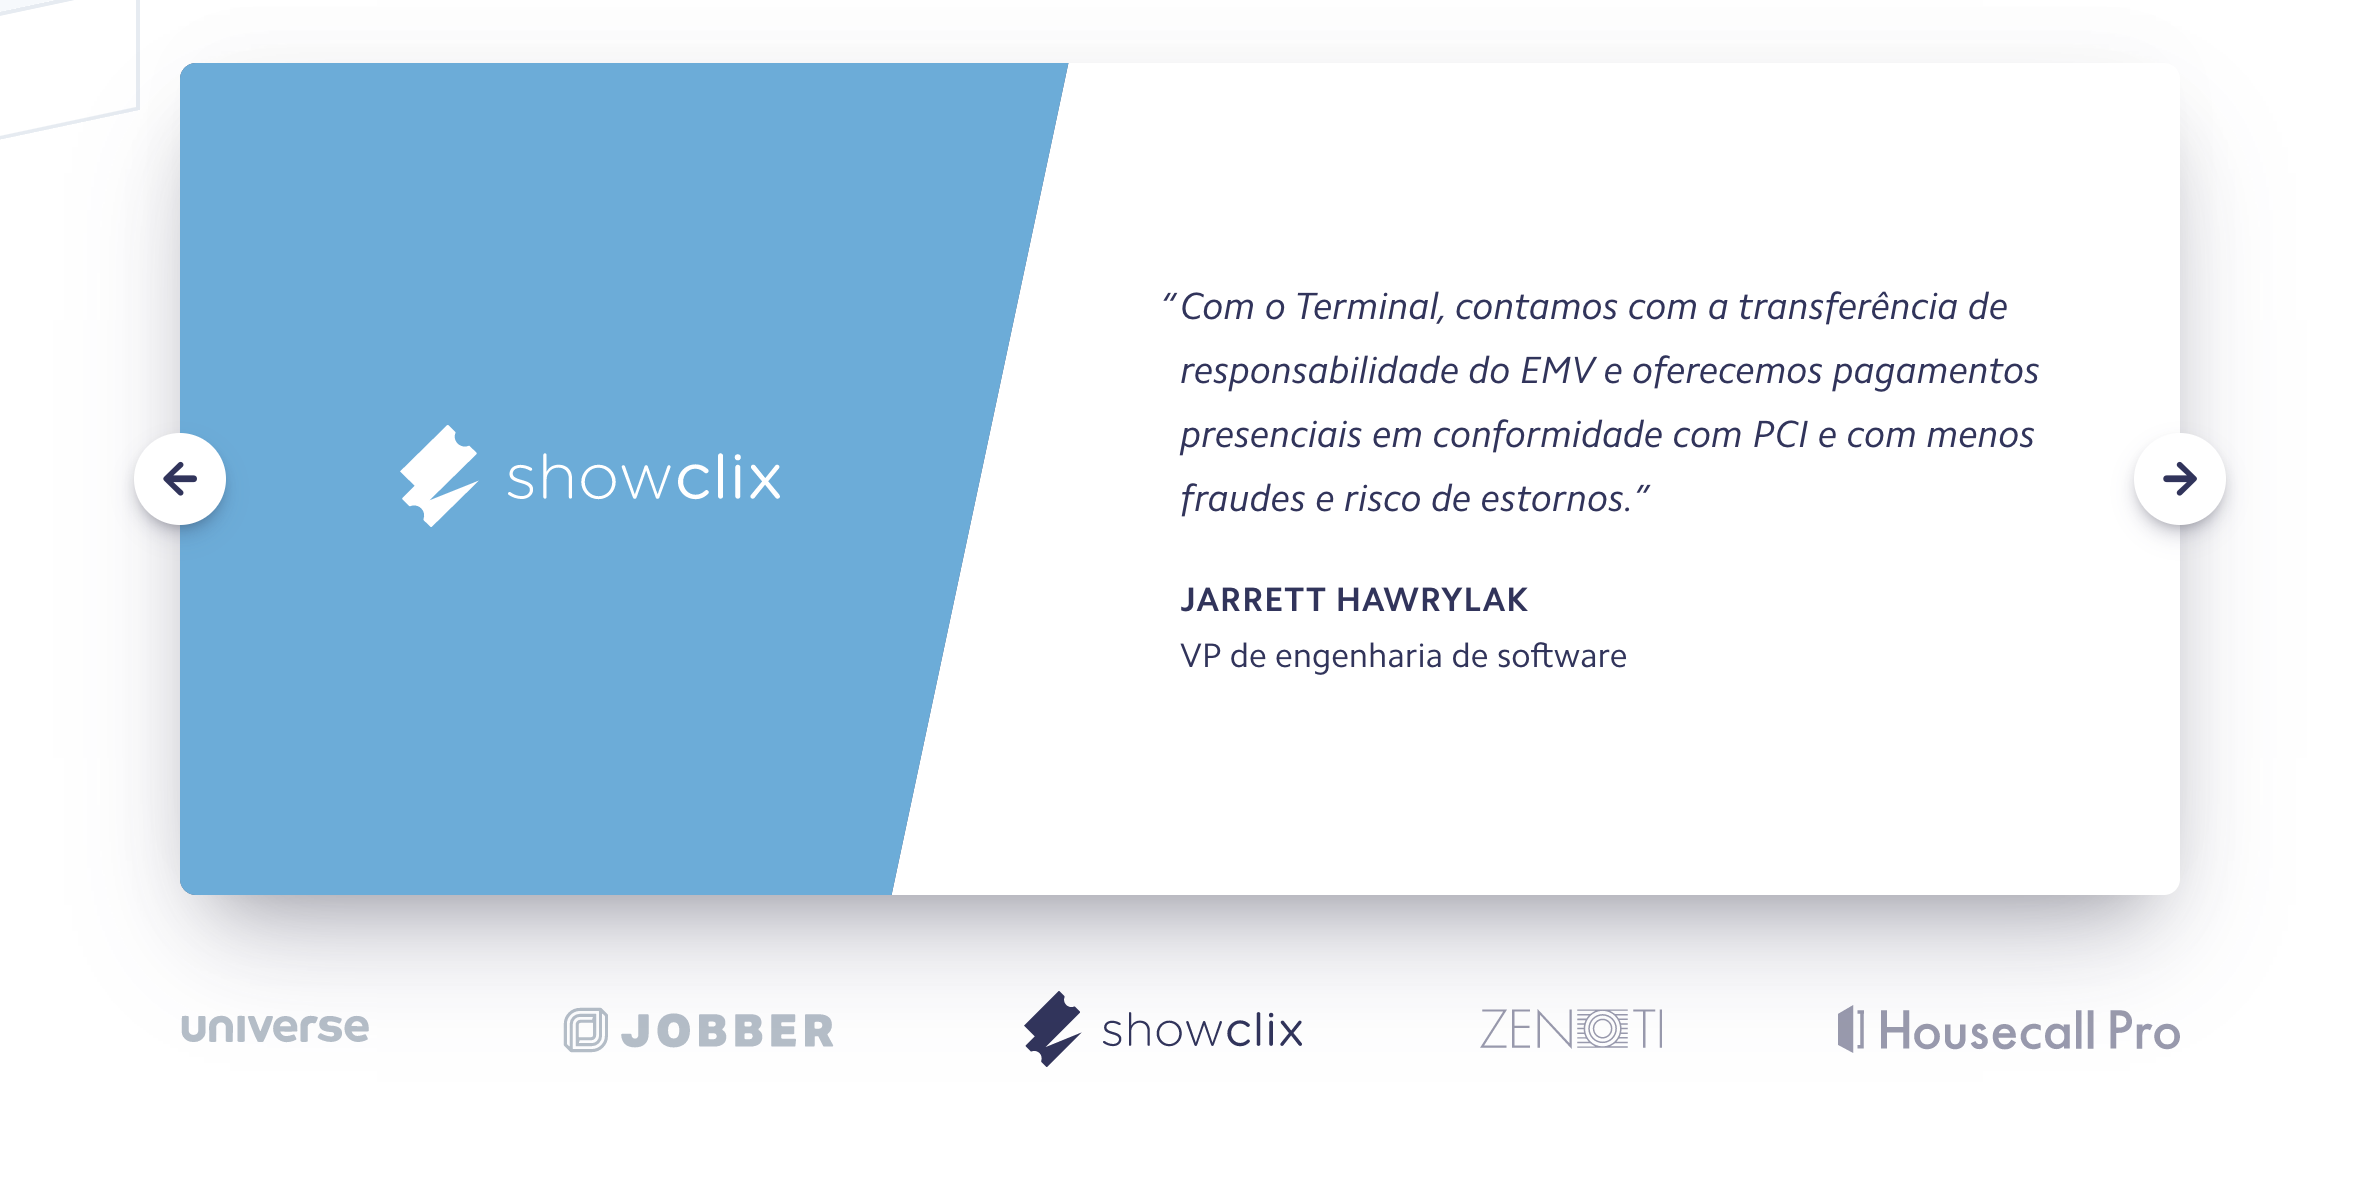 showclix
“Com o Terminal, contamos com a transferência de
responsabilidade do EMV e oferecemos pagamentos
presenciais em conformidade com PCI e com menos
fraudes e risco de estornos.”
JARRETT HAWRYLAK
VP de engenharia de software
universe
JOBBER
showclix
ZENOTI
Housecall Pro